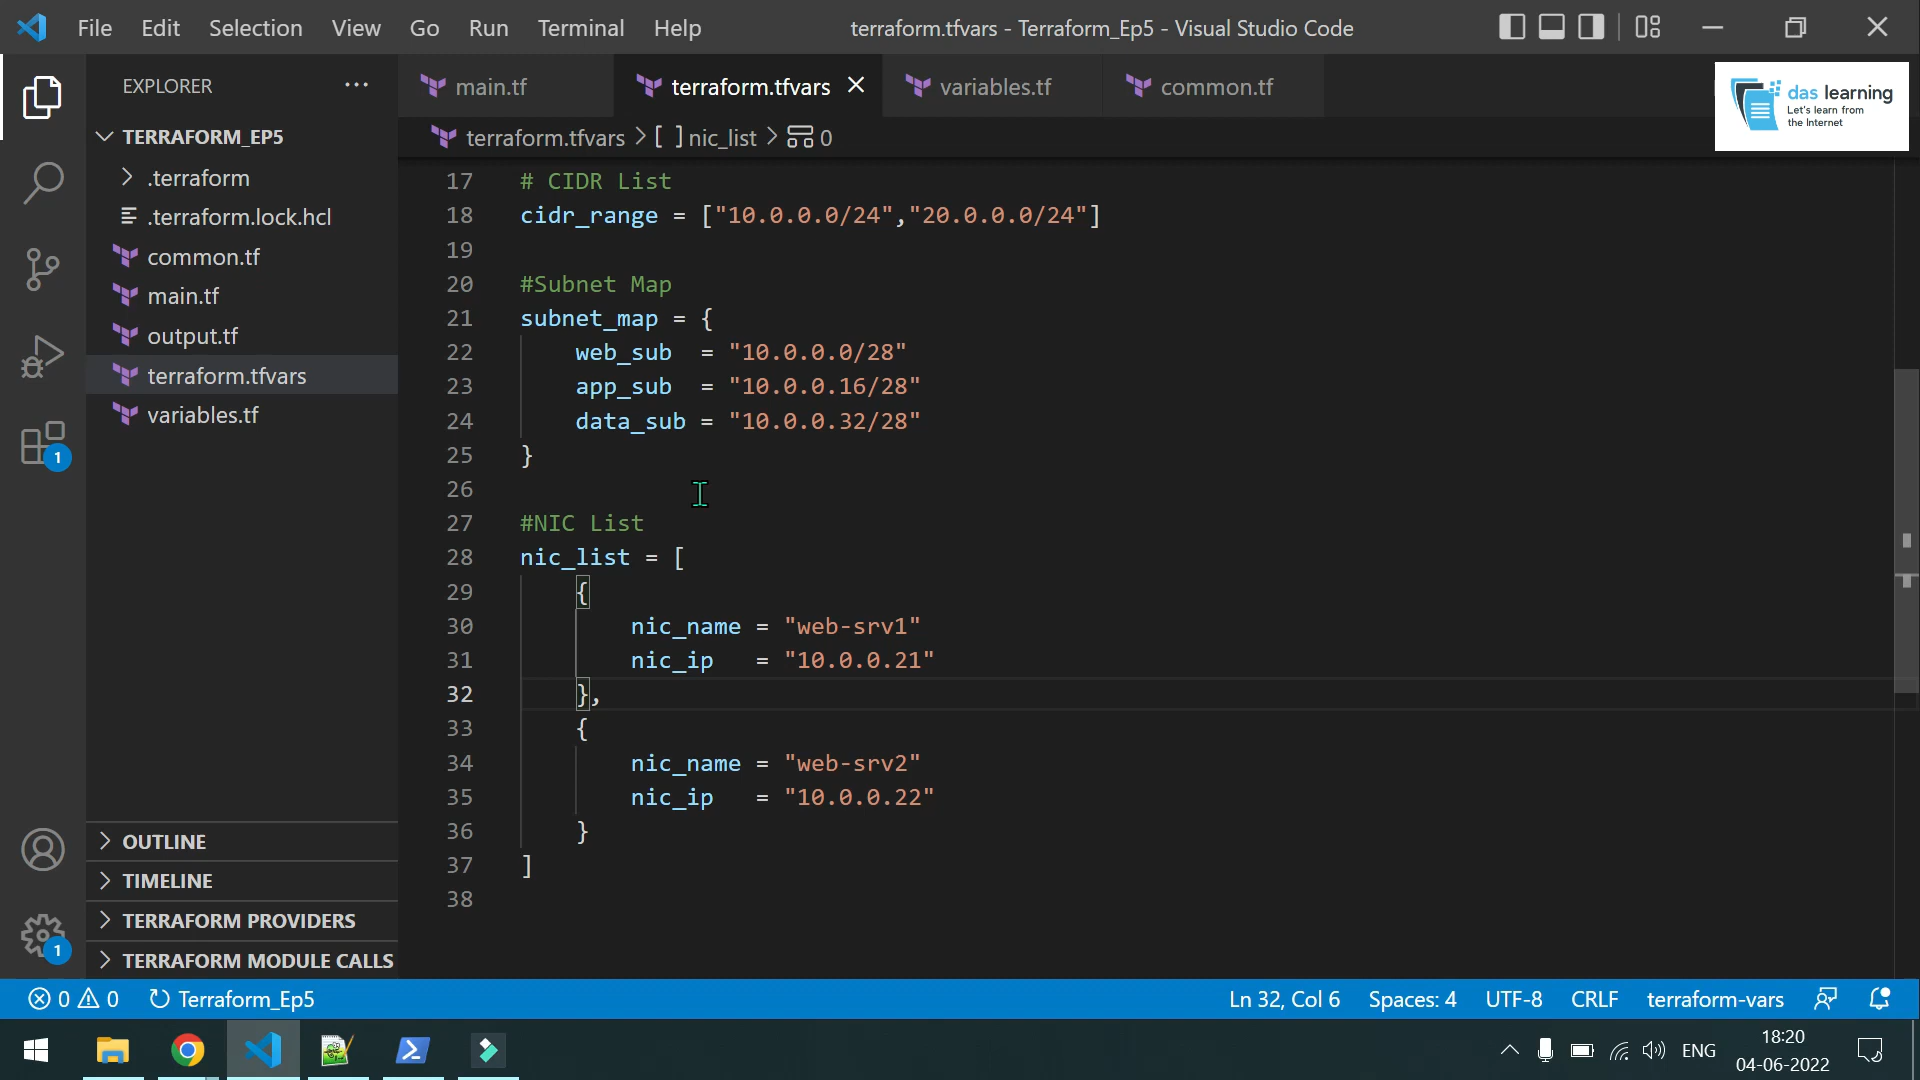 File Edit Selection View Go Run Terminal Help terraform.tfvars - Terraform_Ep5 - Visual Studio Code
EXPLORER
TERRAFORM_EP5
.terraform
.terraform.lock.hcl
common.tf
main.tf
output.tf
terraform.tfvars
variables.tf
OUTLINE
TIMELINE
TERRAFORM PROVIDERS
TERRAFORM MODULE CALLS
1
1
main.tf terraform.tfvars variables.tf common.tf
terraform.tfvars > [ ] nic_list > 0
das learning
Let's learn from
the Internet
17 # CIDR List
18 cidr_range = ["10.0.0.0/24","20.0.0.0/24"]
19
20 #Subnet Map
21 subnet_map = {
22 web_sub = "10.0.0.0/28"
23 app_sub = "10.0.0.16/28"
24 data_sub = "10.0.0.32/28"
25 }
26
27 #NIC List
28 nic_list = [
29 {
30 nic_name = "web-srv1"
31 nic_ip = "10.0.0.21"
32 },
33 {
34 nic_name = "web-srv2"
35 nic_ip = "10.0.0.22"
36 }
37 ]
38
0 0 Terraform_Ep5 Ln 32, Col 6 Spaces: 4 UTF-8 CRLF terraform-vars
ENG
18:20
04-06-2022